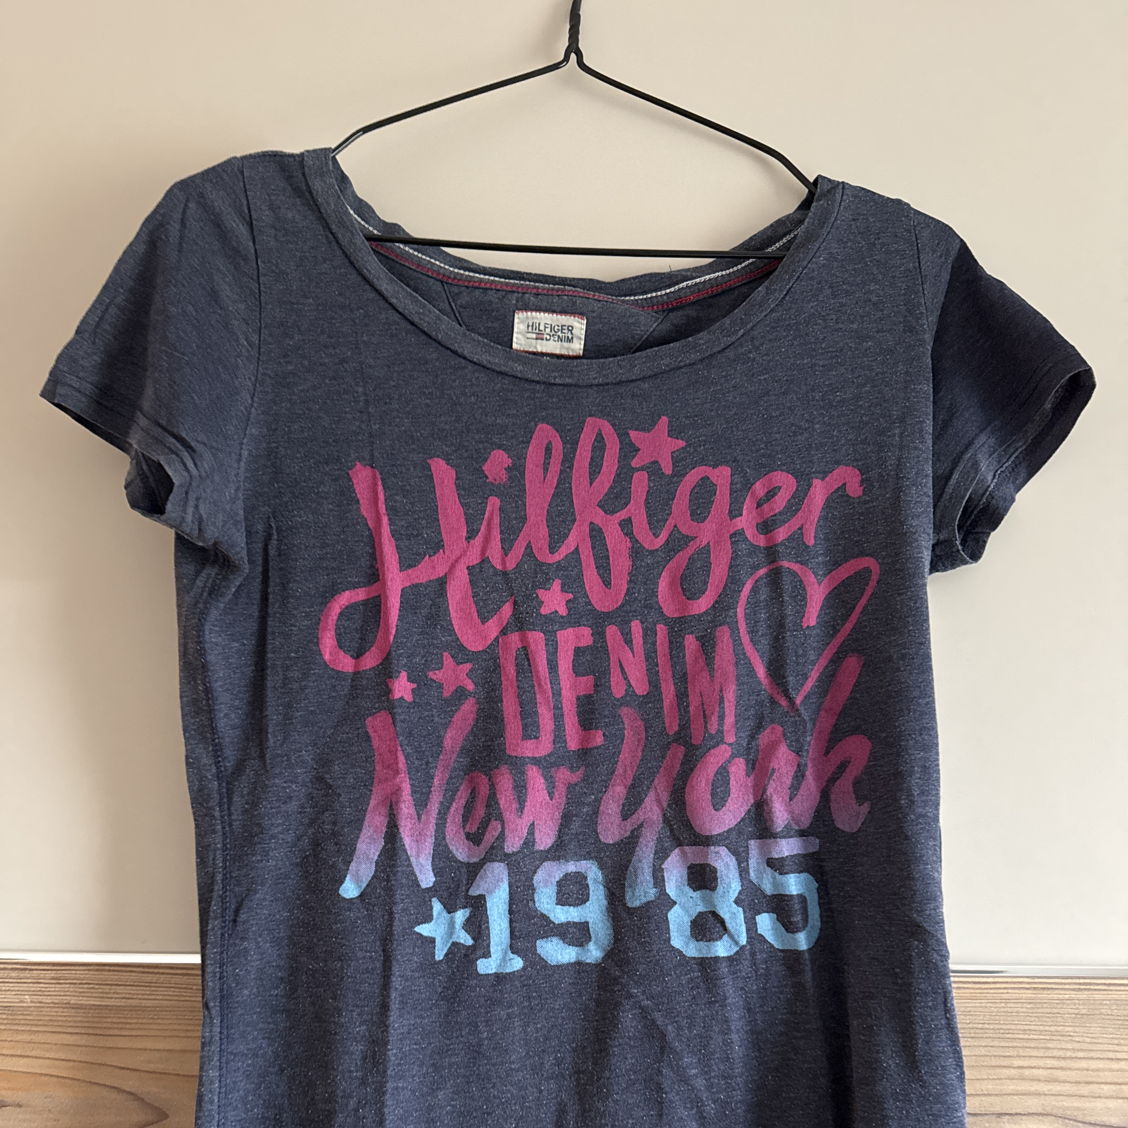 HILFIGER
DENIM
Hilfiger
DENIM
New York
1985